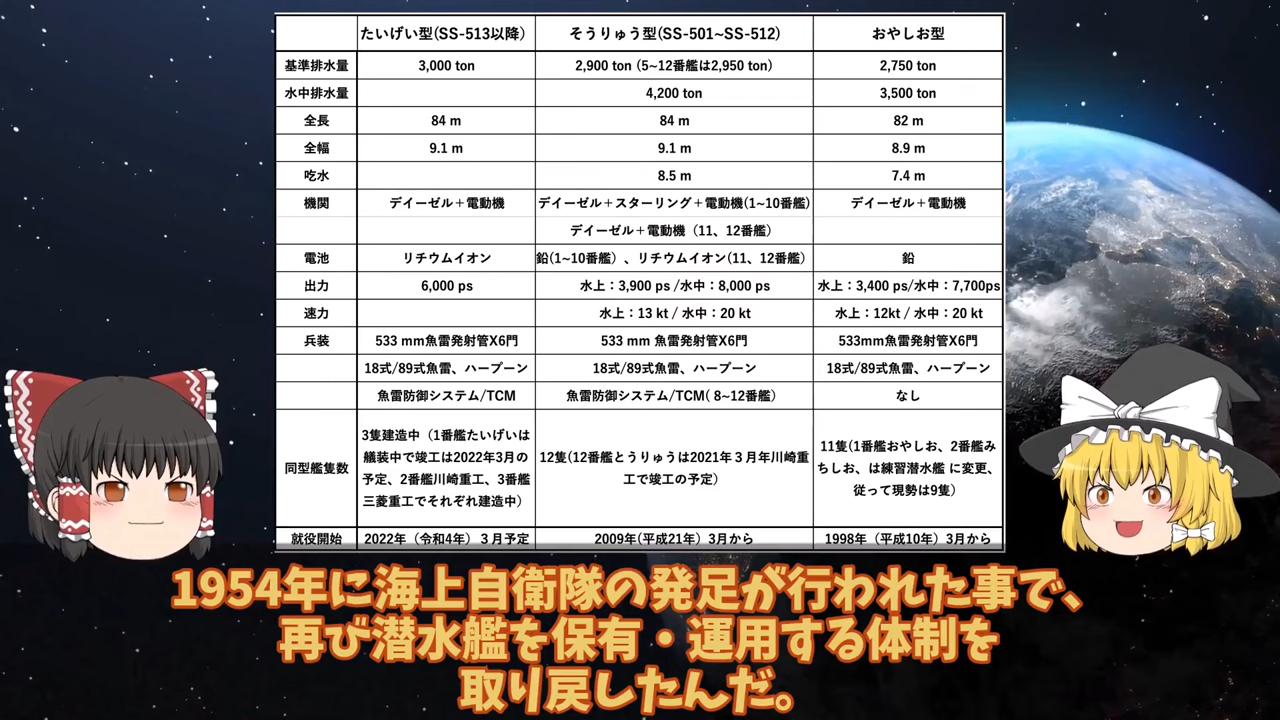 たいげい型(SS-513以降) そうりゅう型(SS-501~SS-512) おやしお型
基準排水量 3,000 ton 2,900 ton (5~12番艦は2,950 ton) 2,750 ton
水中排水量 4,200 ton 3,500 ton
全長 84 m 84 m 82 m
全幅 9.1 m 9.1 m 8.9 m
吃水 8.5 m 7.4 m
機関 デイーゼル＋電動機 デイーゼル＋スターリング＋電動機(1~10番艦) デイーゼル＋電動機
デイーゼル＋電動機（11、12番艦）
電池 リチウムイオン 鉛(1~10番艦）、リチウムイオン(11、12番艦） 鉛
出力 6,000 ps 水上：3,900 ps /水中：8,000 ps 水上：3,400 ps/水中：7,700ps
速力 水上：13 kt / 水中：20 kt 水上：12kt / 水中：20 kt
兵装 533 mm魚雷発射管X6門 533 mm 魚雷発射管X6門 533mm魚雷発射管X6門
18式/89式魚雷、ハープーン 18式/89式魚雷、ハープーン 18式/89式魚雷、ハープーン
魚雷防御システム/TCM 魚雷防御システム/TCM( 8~12番艦） なし
同型艦隻数
3隻建造中（1番艦たいげいは
艤装中で竣工は2022年3月の
予定、2番艦川崎重工、3番艦
三菱重工でそれぞれ建造中）
12隻(12番艦とうりゅうは2021年３月年川崎重
工で竣工の予定）
11隻(1番艦おやしお、2番艦み
ちしお、は練習潜水艦 に変更、
従って現勢は9隻）
就役開始 2022年（令和4年）３月予定 2009年(平成21年）3月から 1998年（平成10年）3月から
1954年に海上自衛隊の発足が行われた事で、
再び潜水艦を保有・運用する体制を
取り戻したんだ。